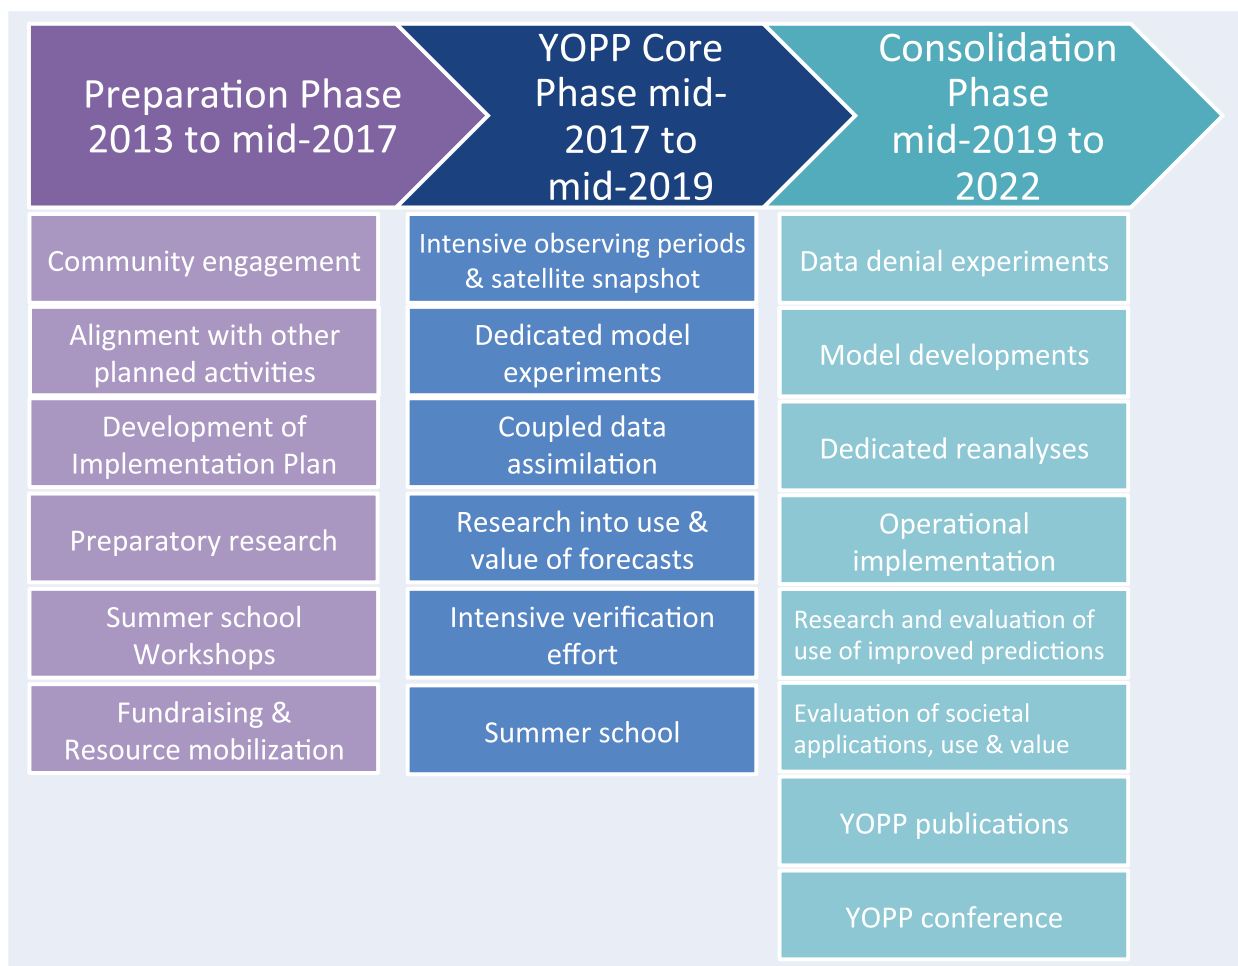 Preparation Phase
2013 to mid-2017
YOPP Core
Phase mid-
2017 to
mid-2019
Consolidation
Phase
mid-2019 to
2022
Community engagement
Alignment with other
planned activities
Development of
Implementation Plan
Preparatory research
Summer school
Workshops
Fundraising &
Resource mobilization
Intensive observing periods
& satellite snapshot
Dedicated model
experiments
Coupled data
assimilation
Research into use &
value of forecasts
Intensive verification
effort
Summer school
Data denial experiments
Model developments
Dedicated reanalyses
Operational
implementation
Research and evaluation of
use of improved predictions
Evaluation of societal
applications, use & value
YOPP publications
YOPP conference